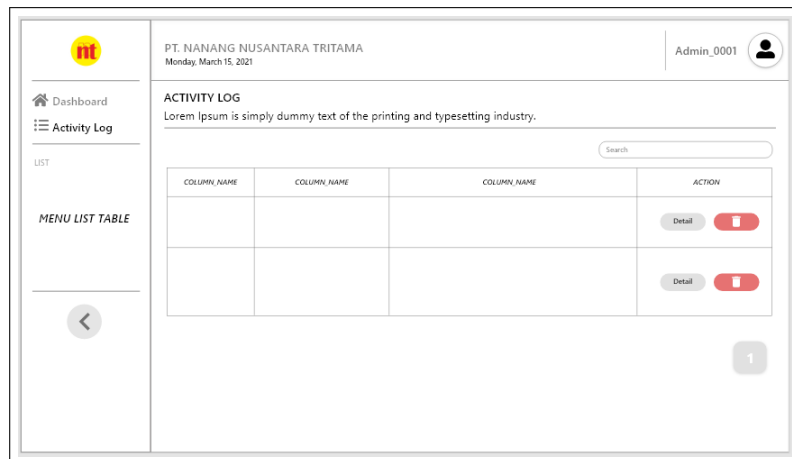 nt
PT. NANANG NUSANTARA TRITAMA
Monday, March 15, 2021
Admin_0001
Dashboard
Activity Log
LIST
MENU LIST TABLE
ACTIVITY LOG
Lorem Ipsum is simply dummy text of the printing and typesetting industry.
Search
COLUMN_NAME COLUMN_NAME COLUMN_NAME ACTION
Detail
Detail
1